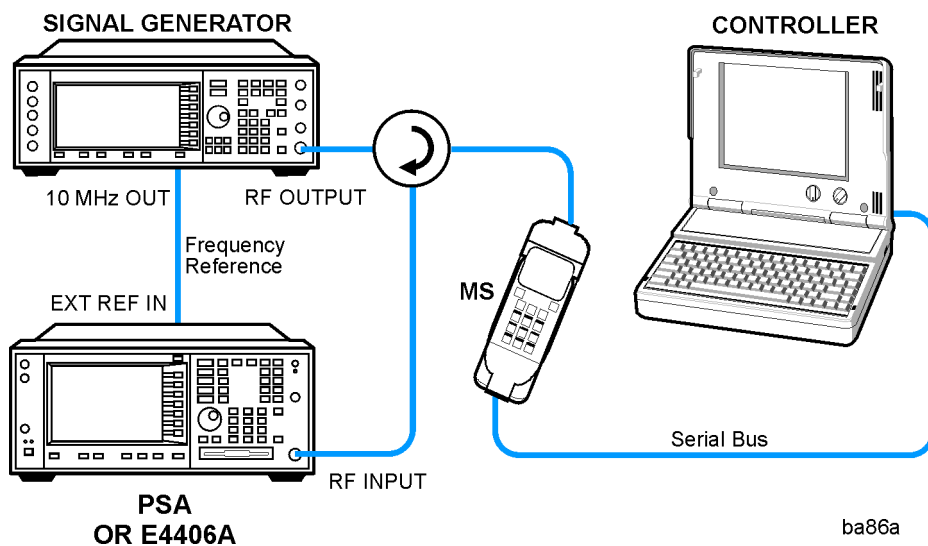 SIGNAL GENERATOR
CONTROLLER
10 MHz OUT
RF OUTPUT
Frequency
Reference
MS
EXT REF IN
Serial Bus
RF INPUT
PSA
OR E4406A
ba86a